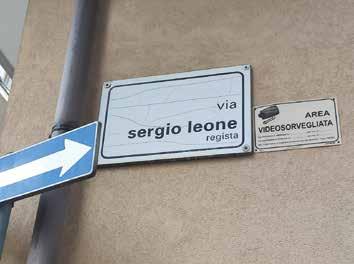 via
sergio leone
regista
AREA
VIDEOSORVEGLIATA